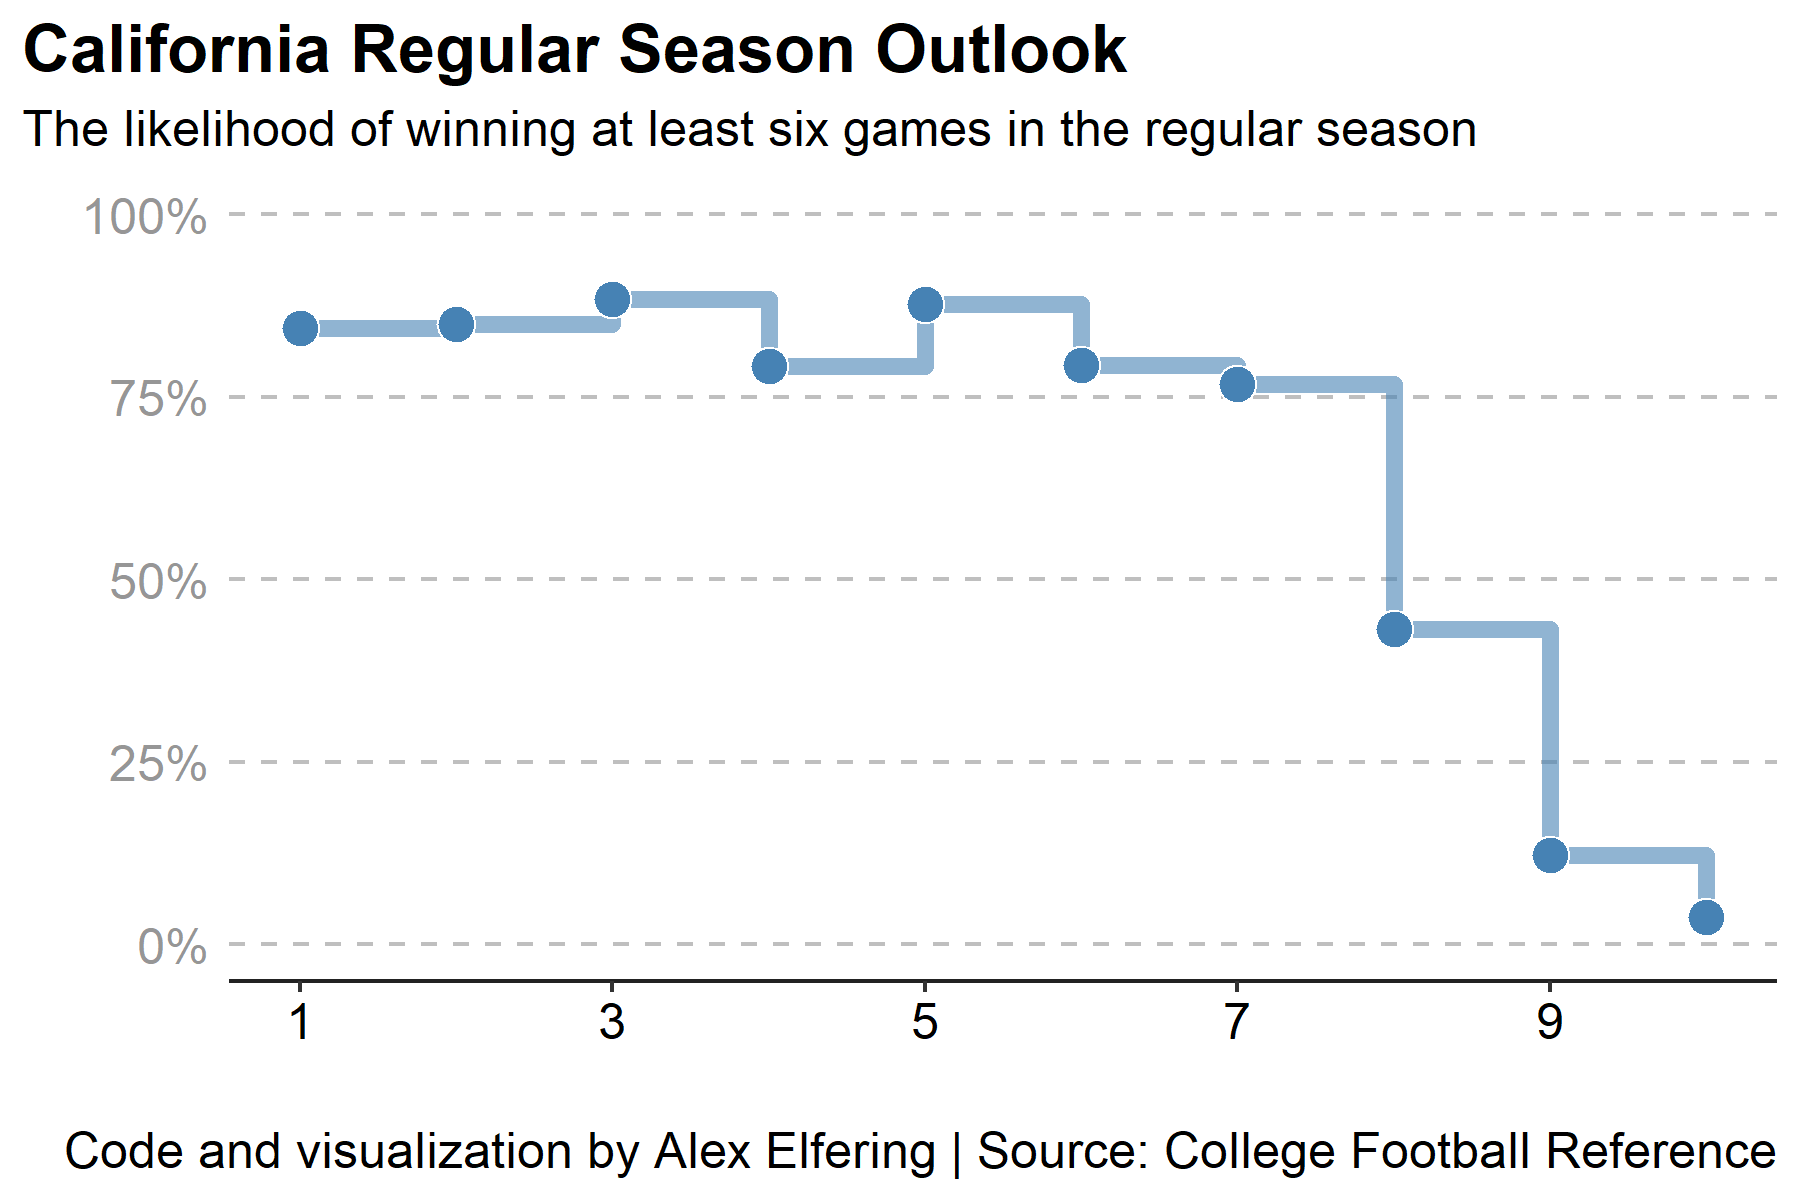 California Regular Season Outlook
The likelihood of winning at least six games in the regular season
100%
75%
50%
25%
0%
1 3 5 7 9
Code and visualization by Alex Elfering | Source: College Football Reference